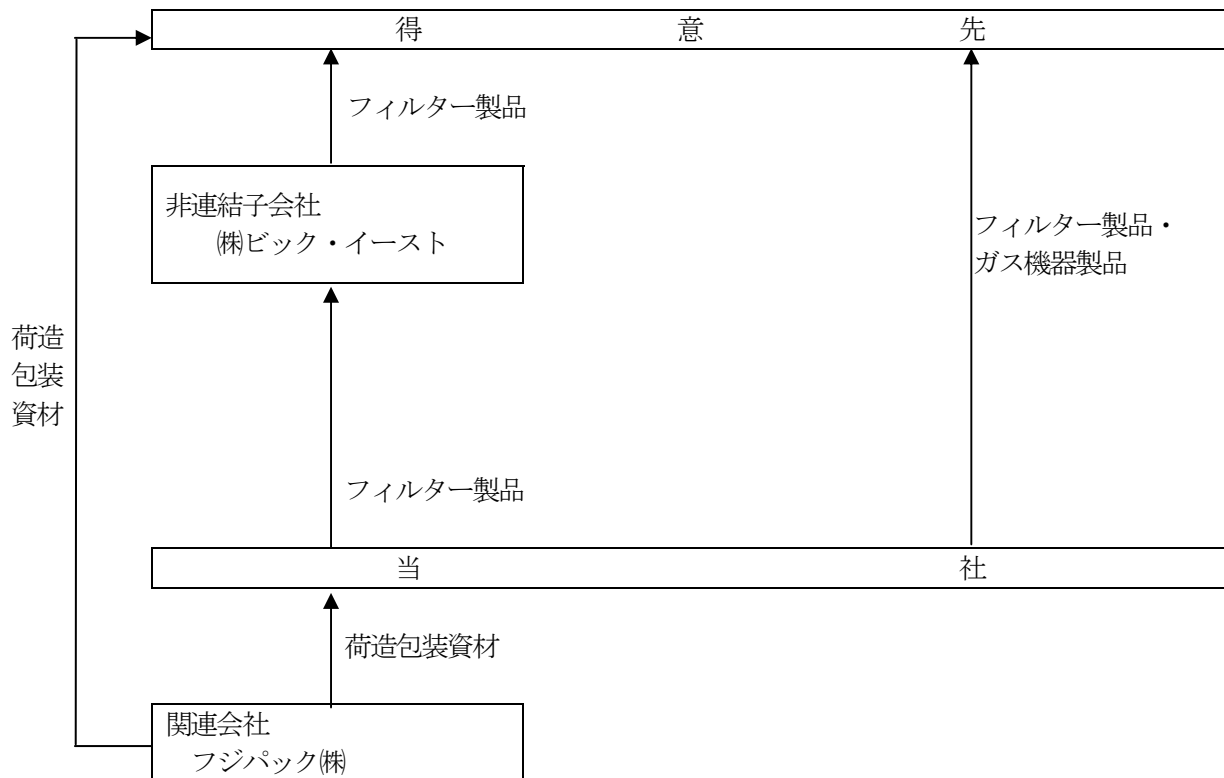 得意先
フィルター製品
非連結子会社
㈱ビック・イースト
フィルター製品・
ガス機器製品
荷造
包装
資材
フィルター製品
当社
荷造包装資材
関連会社
フジパック㈱